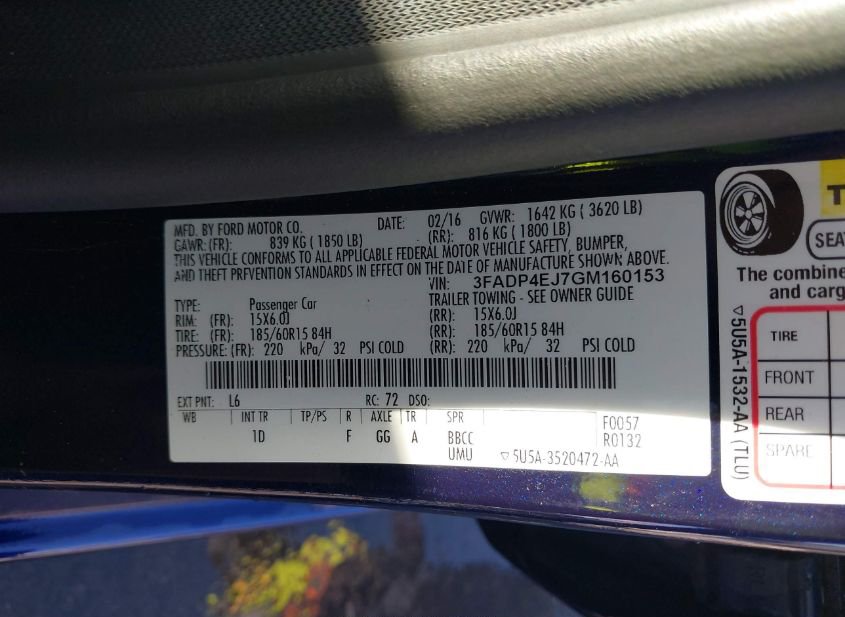 MFD. BY FORD MOTOR CO. DATE: 02/16 GVWR: 1642 KG ( 3620 LB)
GAWR:(FR): 839 KG ( 1850 LB) (RR): 816 KG ( 1800 LB)
THIS VEHICLE CONFORMS TO ALL APPLICABLE FEDERAL MOTOR VEHICLE SAFETY, BUMPER,
AND THEFT PREVENTION STANDARDS IN EFFECT ON THE DATE OF MANUFACTURE SHOWN ABOVE.
VIN: 3FADP4EJ7GM160153
TYPE: Passenger Car TRAILER TOWING - SEE OWNER GUIDE
RIM: (FR): 15X6.0J (RR): 15X6.0J
TIRE: (FR): 185/60R15 84H (RR): 185/60R15 84H
PRESSURE: (FR): 220 kPa/ 32 PSI COLD (RR): 220 kPa/ 32 PSI COLD
EXT PNT: L6 RC: 72 DSO:
WB INT TR TP/PS R AXLE TR SPR
1D F GG A BBCC F0057
UMU R0132
▽5U5A-3520472-AA
T
SEAT
The combine
and carg
▽5U5A-1532-AA (TLU)
TIRE
FRONT
REAR
SPARE